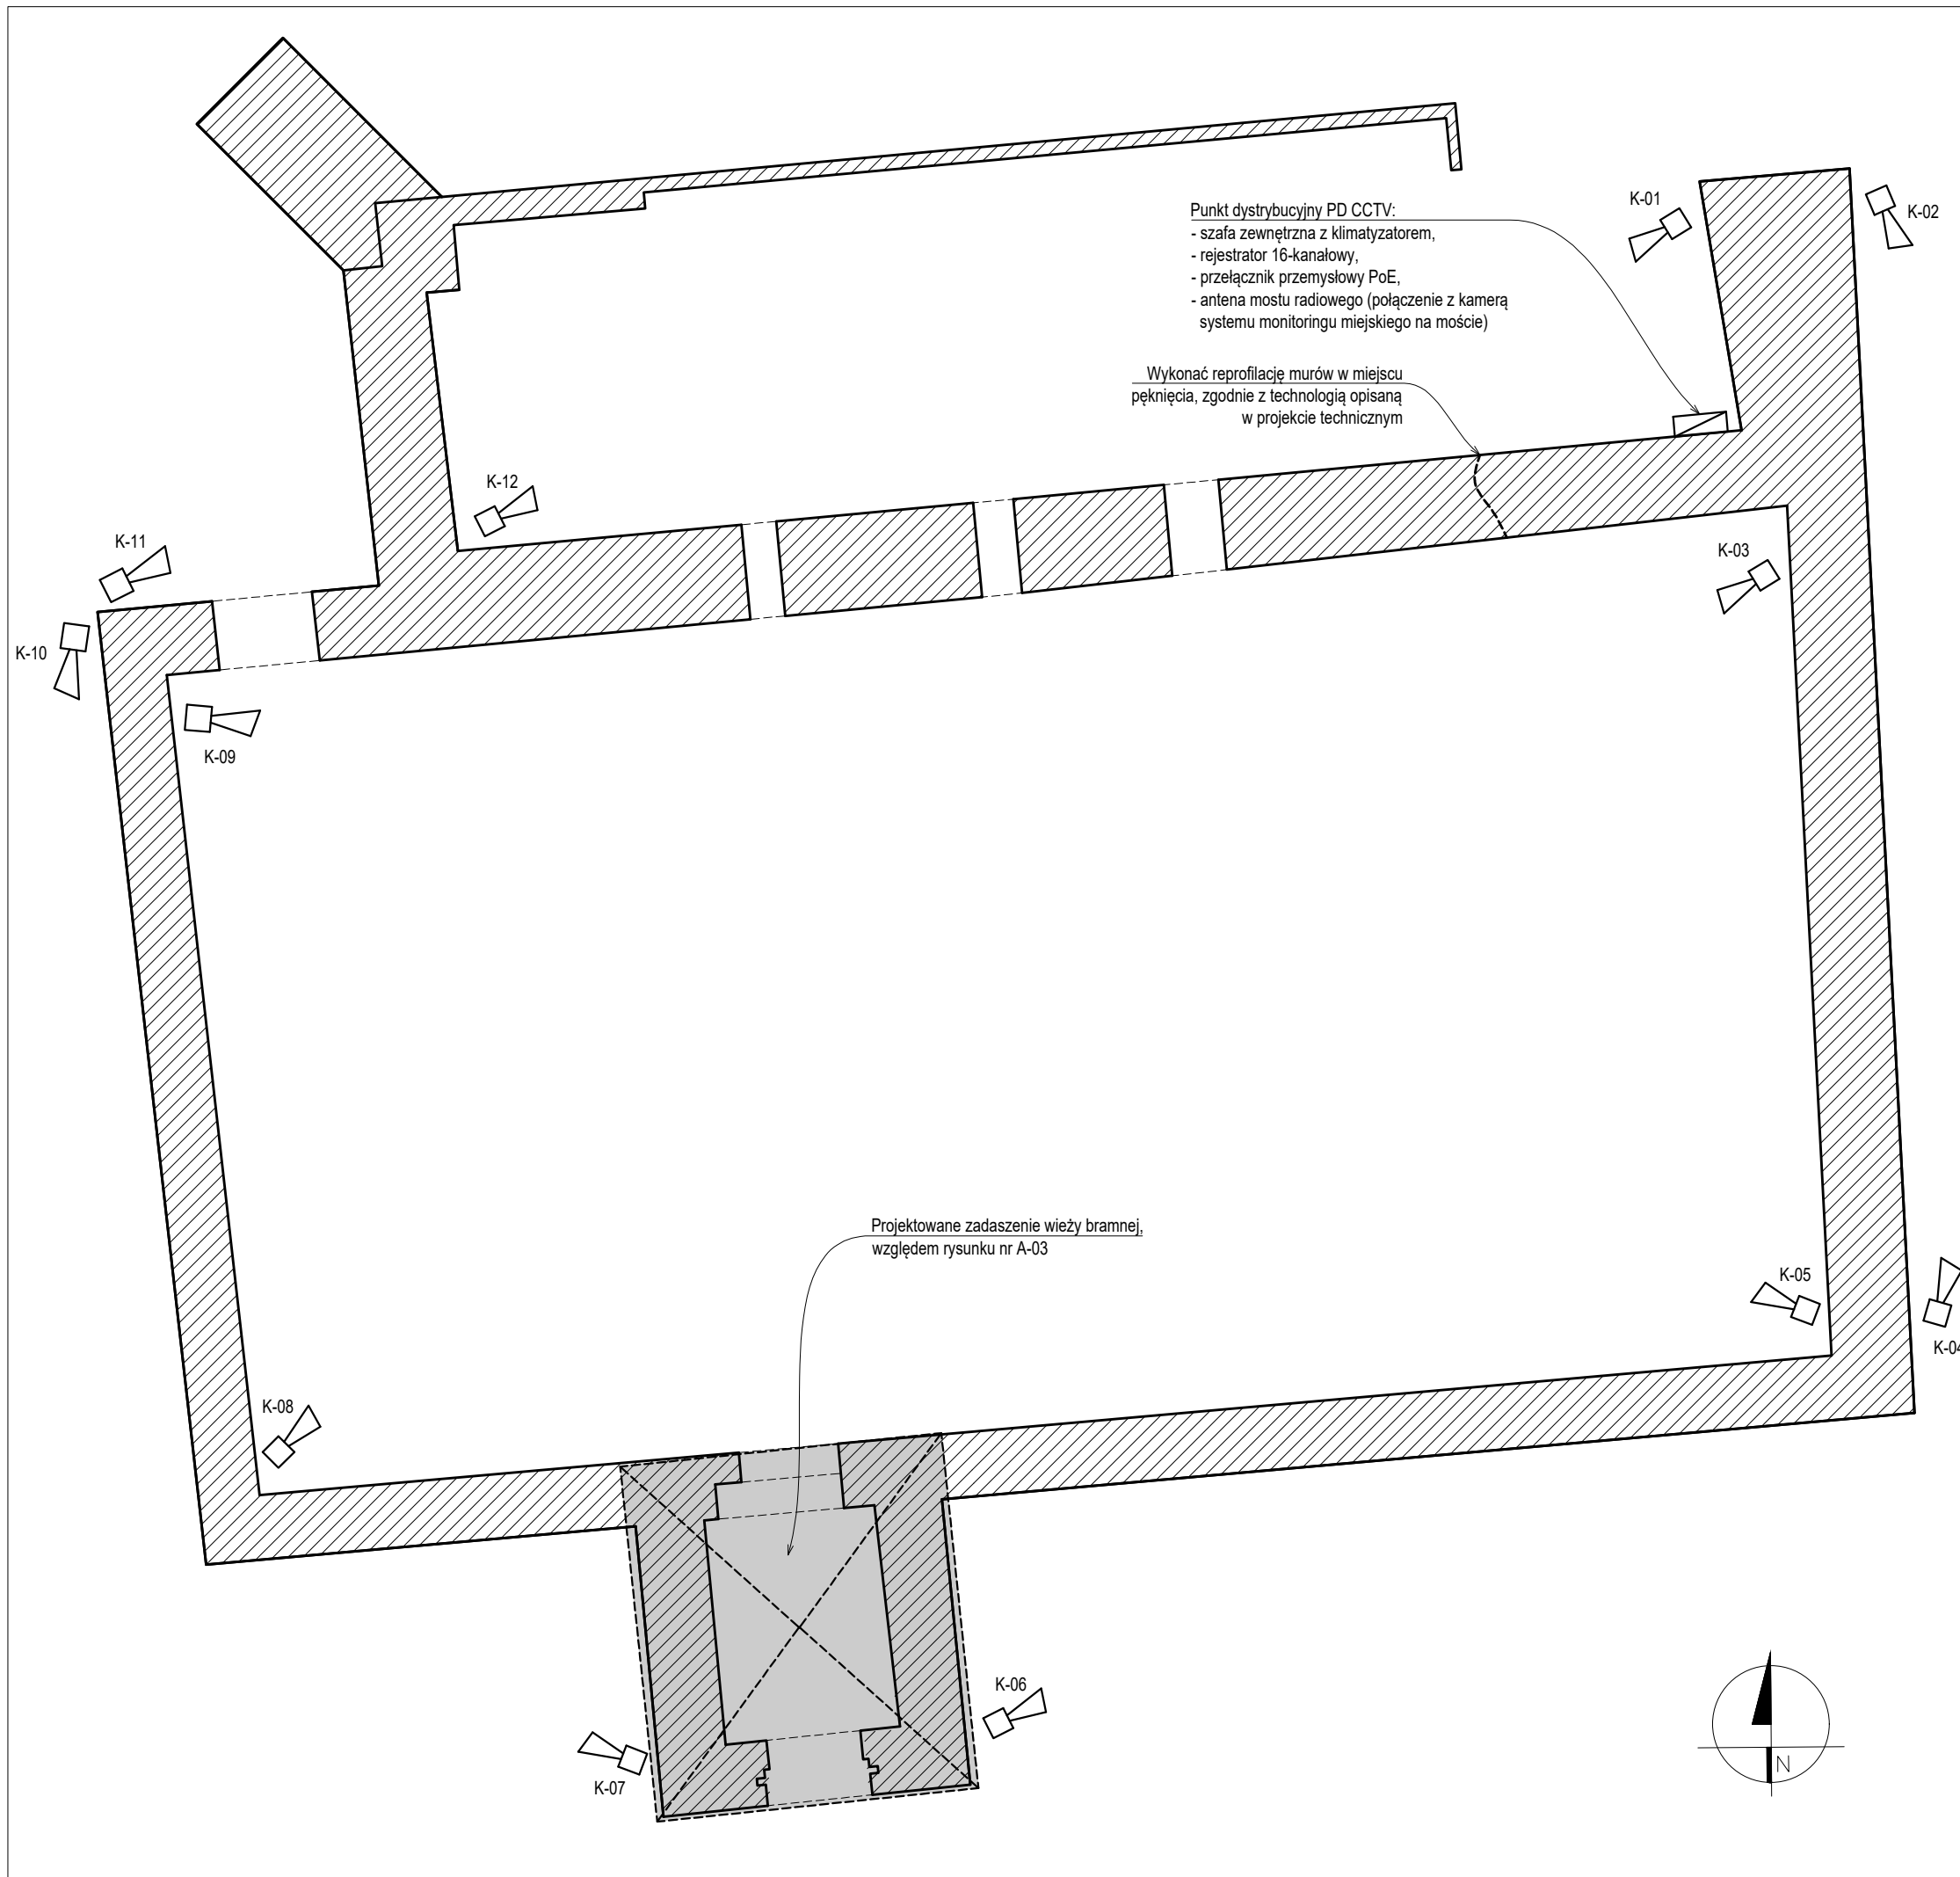 K-01
K-02
Punkt dystrybucyjny PD CCTV:
- szafa zewnętrzna z klimatyzatorem,
- rejestrator 16-kanałowy,
- przełącznik przemysłowy PoE,
- antena mostu radiowego (połączenie z kamerą
systemu monitoringu miejskiego na moście)
Wykonać reprofilację murów w miejscu
pęknięcia, zgodnie z technologią opisaną
w projekcie technicznym
K-12
K-11
K-03
K-10
K-09
Projektowane zadaszenie wieży bramnej,
względem rysunku nr A-03
K-05
K-04
K-08
K-06
K-07
N